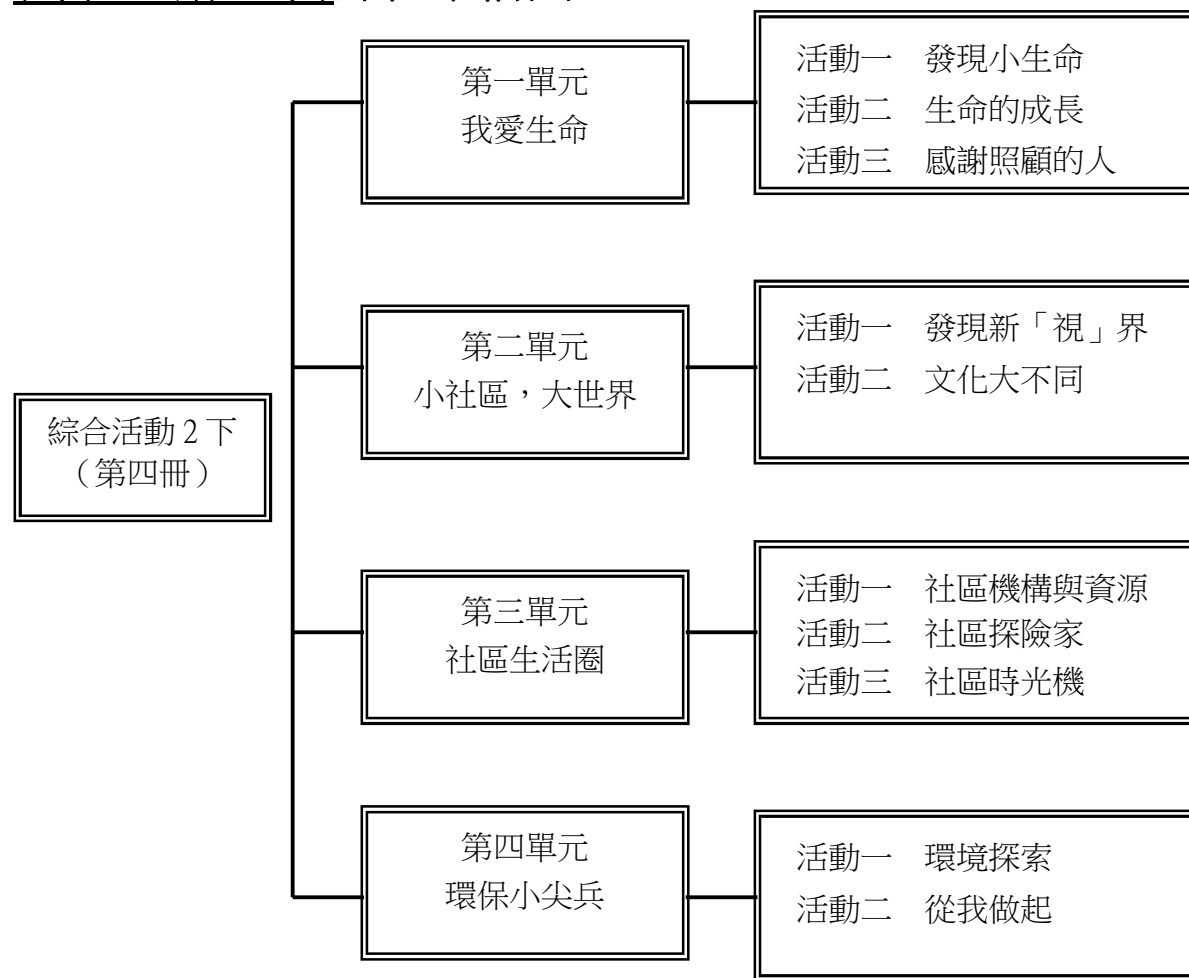 綜合活動2下
（第四冊）
第一單元
我愛生命
活動一　發現小生命
活動二　生命的成長
活動三　感謝照顧的人
第二單元
小社區，大世界
活動一　發現新「視」界
活動二　文化大不同
第三單元
社區生活圈
活動一　社區機構與資源
活動二　社區探險家
活動三　社區時光機
第四單元
環保小尖兵
活動一　環境探索
活動二　從我做起